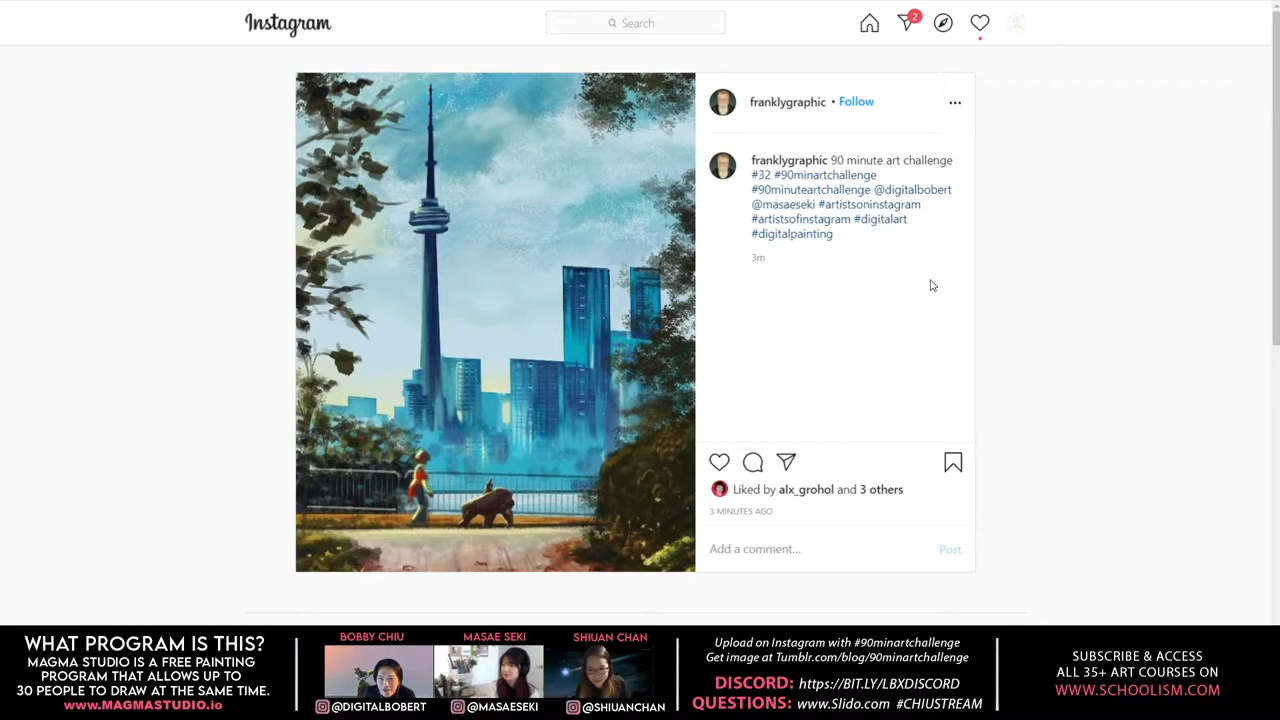 Instagram
Search
2
franklygraphic • Follow
franklygraphic 90 minute art challenge
#32 #90minartchallenge
#90minuteartchallenge @digitalbobert
@masaeseki #artistsoninstagram
#artistsofinstagram #digitalart
#digitalpainting
3m
Liked by alx_grohol and 3 others
3 MINUTES AGO
Add a comment...
Post
WHAT PROGRAM IS THIS?
MAGMA STUDIO IS A FREE PAINTING
PROGRAM THAT ALLOWS UP TO
30 PEOPLE TO DRAW AT THE SAME TIME.
www.MAGMASTUDIO.io
BOBBY CHIU
@DIGITALBOBERT
MASAE SEKI
@MASAESEKI
SHIUAN CHAN
@SHIUANCHAN
Upload on Instagram with #90minartchallenge
Get image at Tumblr.com/blog/90minartchallenge
DISCORD: https://BIT.LY/LBXDISCORD
QUESTIONS: www.Slido.com #CHIUSTREAM
SUBSCRIBE & ACCESS
ALL 35+ ART COURSES ON
WWW.SCHOOLISM.COM